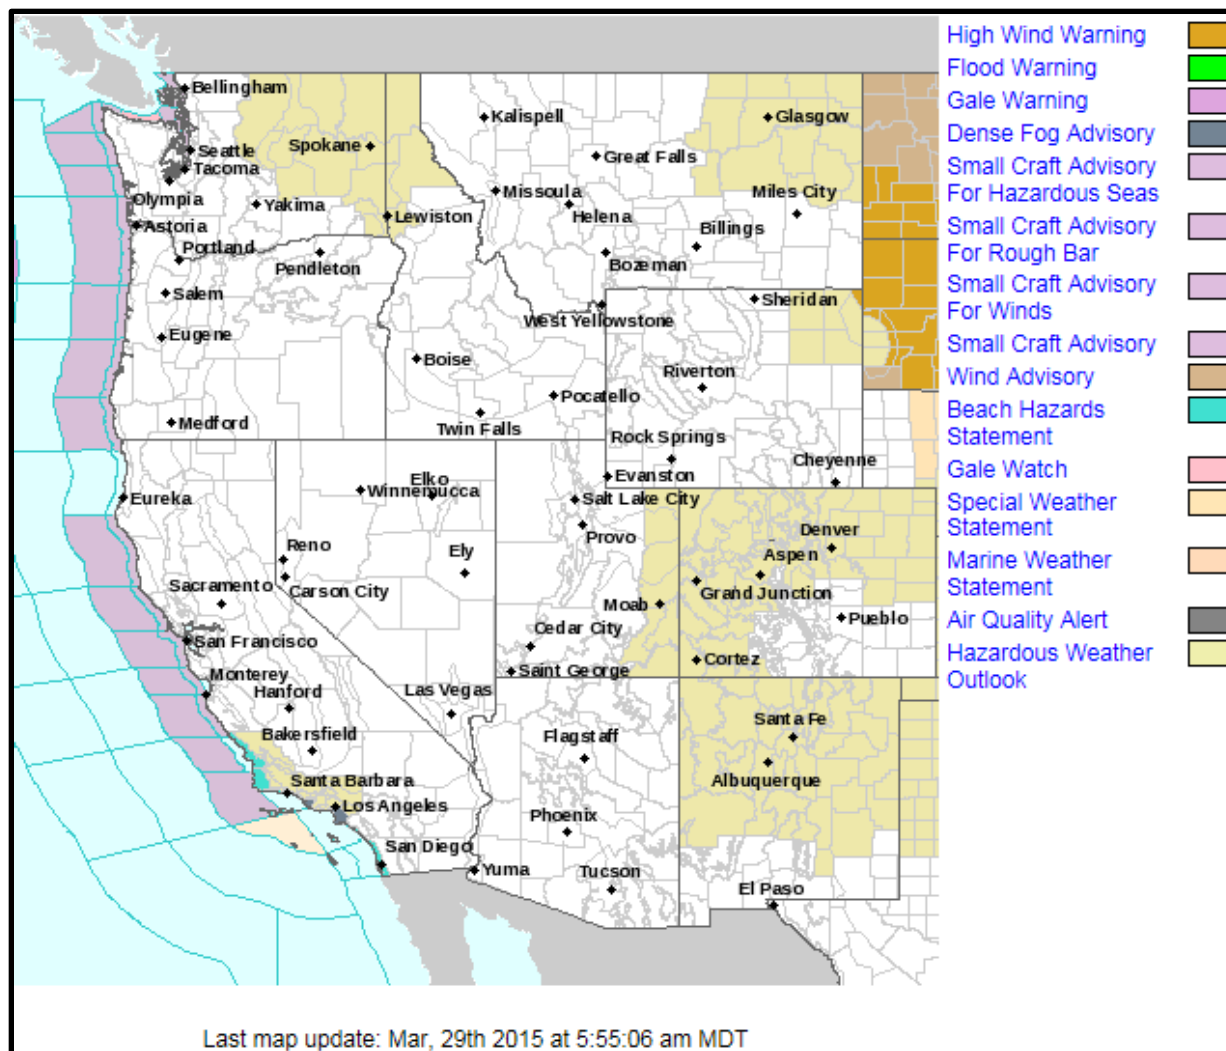 High Wind Warning
Flood Warning
Gale Warning
Dense Fog Advisory
Small Craft Advisory
For Hazardous Seas
Small Craft Advisory
For Rough Bar
Small Craft Advisory
For Winds
Small Craft Advisory
Wind Advisory
Beach Hazards
Statement
Gale Watch
Special Weather
Statement
Marine Weather
Statement
Air Quality Alert
Hazardous Weather
Outlook
Bellingham
Kalispell
Glasgow
Seattle
Spokane
Great Falls
Tacoma
Missoula
Miles City
Olympia
Yakima
Lewiston
Helena
Astoria
Billings
Portland
Pendleton
Bozeman
Salem
Sheridan
West Yellowstone
Eugene
Boise
Riverton
Pocatello
Medford
Twin Falls
Rock Springs
Cheyenne
Elko
Evanston
Winnemucca
Eureka
Salt Lake City
Denver
Provo
Reno
Ely
Aspen
Sacramento
Carson City
Grand Junction
Moab
Pueblo
Cedar City
San Francisco
Cortez
Saint George
Monterey
Hanford
Las Vegas
Santa Fe
Bakersfield
Flagstaff
Albuquerque
Santa Barbara
Los Angeles
Phoenix
San Diego
Yuma
Tucson
El Paso
Last map update: Mar, 29th 2015 at 5:55:06 am MDT